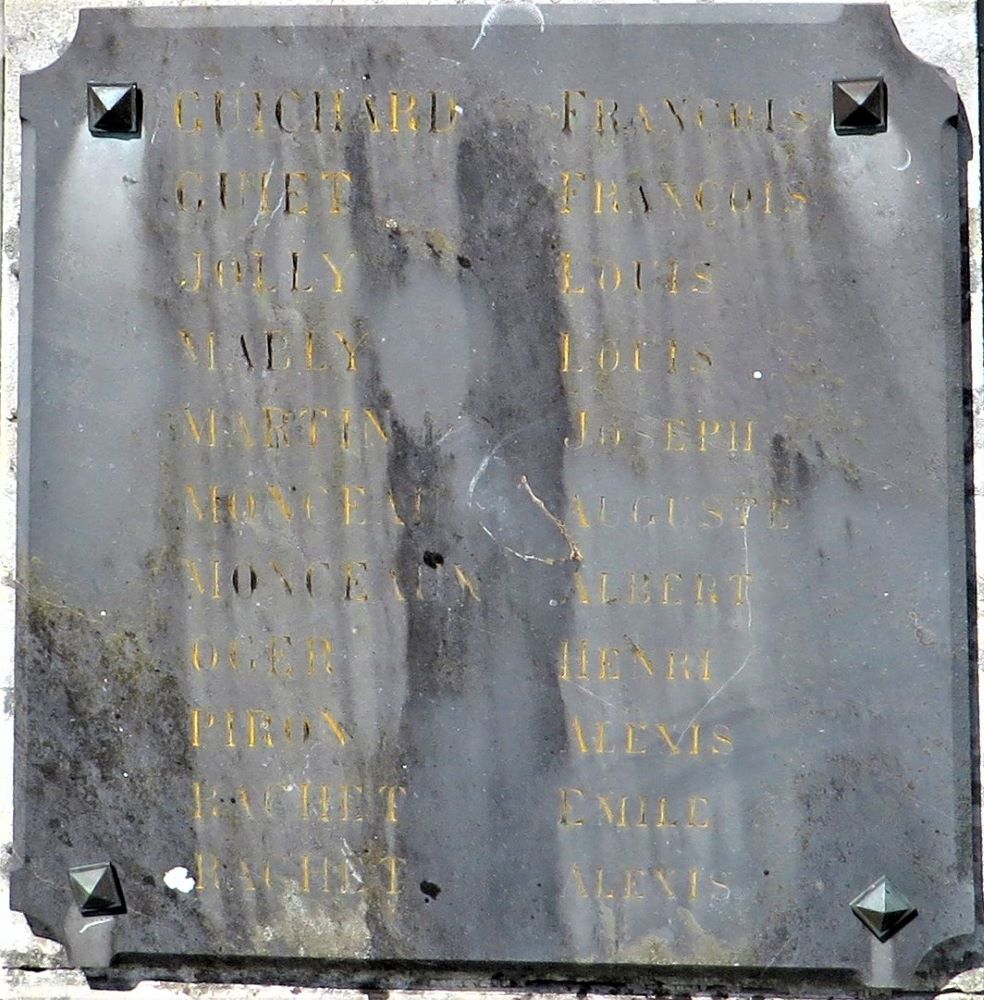 GUICHARD FRANÇOIS
GUIET FRANÇOIS
JOLLY LOUIS
MABLY LOUIS
MARTIN JOSEPH
MONCEAUX AUGUSTE
MONCEAUX ALBERT
OGER HENRI
PIRON ALEXIS
RACHET EMILE
RACHET ALEXIS